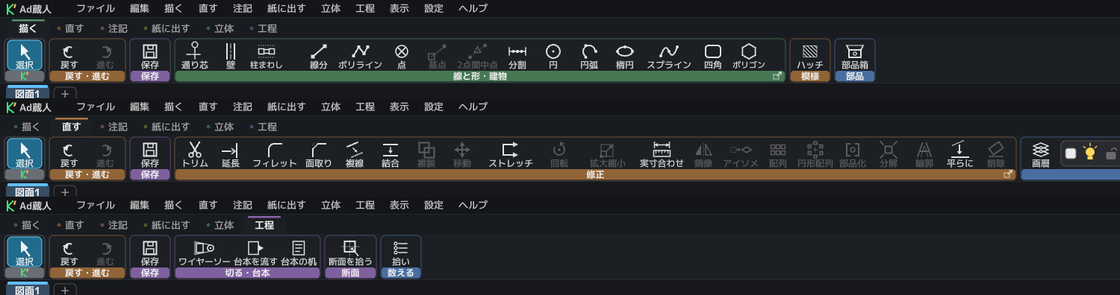 Ad蔵人 ファイル 編集 描く 直す 注記 紙に出す 立体 工程 表示 設定 ヘルプ
描く 直す 注記 紙に出す 立体 工程
選択 戻す 進む 保存 通り芯 壁 柱まわし 線分 ポリライン 点 基点 2点間中点 分割 円 円弧 楕円 スプライン 四角 ポリゴン ハッチ 部品箱
戻す・進む 保存 線と形・建物 模様 部品
図面1 +
Ad蔵人 ファイル 編集 描く 直す 注記 紙に出す 立体 工程 表示 設定 ヘルプ
描く 直す 注記 紙に出す 立体 工程
選択 戻す 進む 保存 トリム 延長 フィレット 面取り 複線 結合 複製 移動 ストレッチ 回転 拡大縮小 実寸合わせ 鏡像 アイソメ 配列 円形配列 部品化 分解 輪郭 平らに 削除 画層
戻す・進む 保存 修正
図面1 +
Ad蔵人 ファイル 編集 描く 直す 注記 紙に出す 立体 工程 表示 設定 ヘルプ
描く 直す 注記 紙に出す 立体 工程
選択 戻す 進む 保存 ワイヤーソー 台本を流す 台本の机 断面を拾う 拾い
戻す・進む 保存 切る・台本 断面 数える
図面1 +